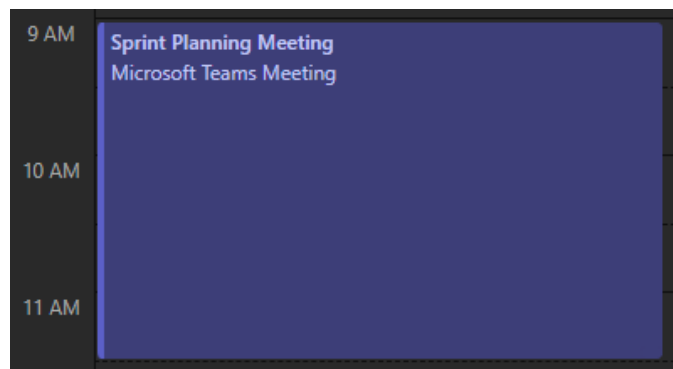 9 AM
Sprint Planning Meeting
Microsoft Teams Meeting
10 AM
11 AM